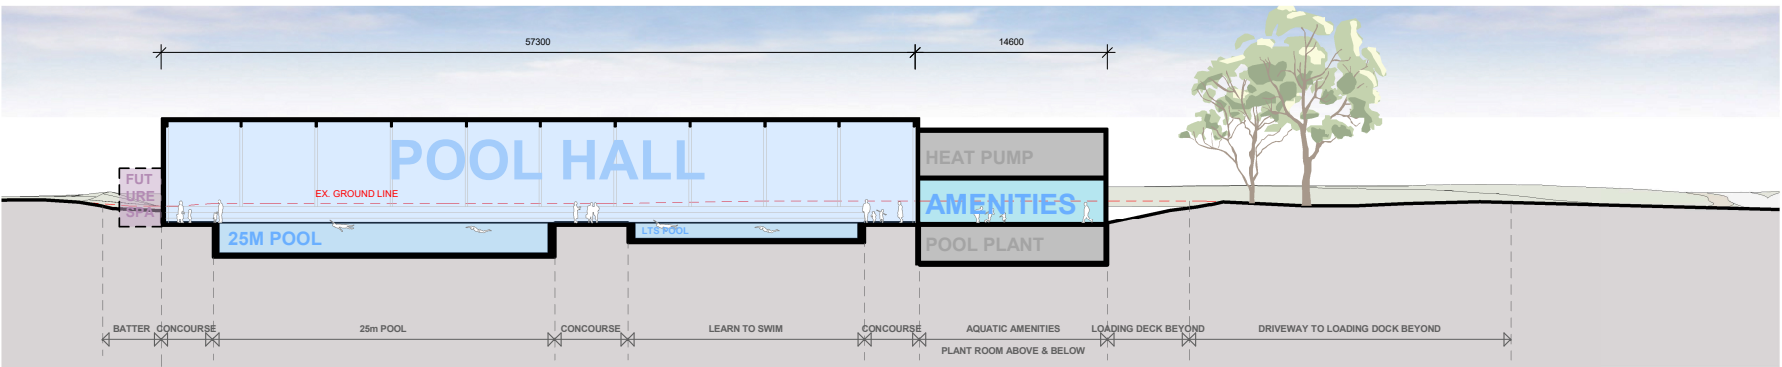 57300
14600
POOL HALL
HEAT PUMP
FUT
URE
SPA
EX. GROUND LINE
AMENITIES
25M POOL
LTS POOL
POOL PLANT
BATTER
CONCOURSE
25m POOL
CONCOURSE
LEARN TO SWIM
CONCOURSE
AQUATIC AMENITIES
LOADING DECK BEYOND
DRIVEWAY TO LOADING DOCK BEYOND
PLANT ROOM ABOVE & BELOW